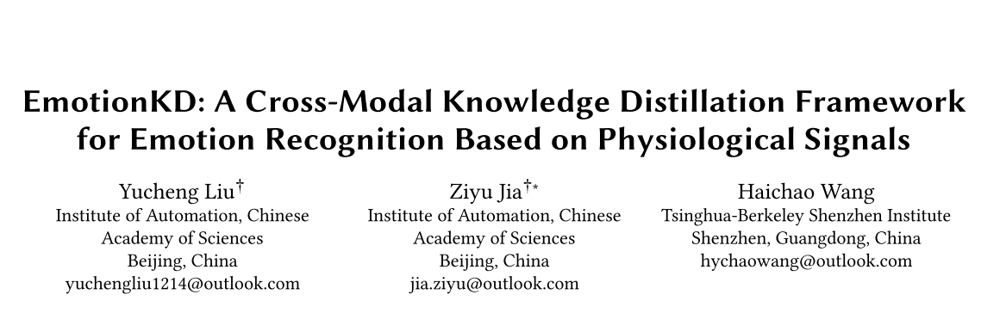 EmotionKD: A Cross-Modal Knowledge Distillation Framework
for Emotion Recognition Based on Physiological Signals
Yucheng Liu†
Institute of Automation, Chinese
Academy of Sciences
Beijing, China
yuchengliu1214@outlook.com
Ziyu Jia†*
Institute of Automation, Chinese
Academy of Sciences
Beijing, China
jia.ziyu@outlook.com
Haichao Wang
Tsinghua-Berkeley Shenzhen Institute
Shenzhen, Guangdong, China
hychaowang@outlook.com